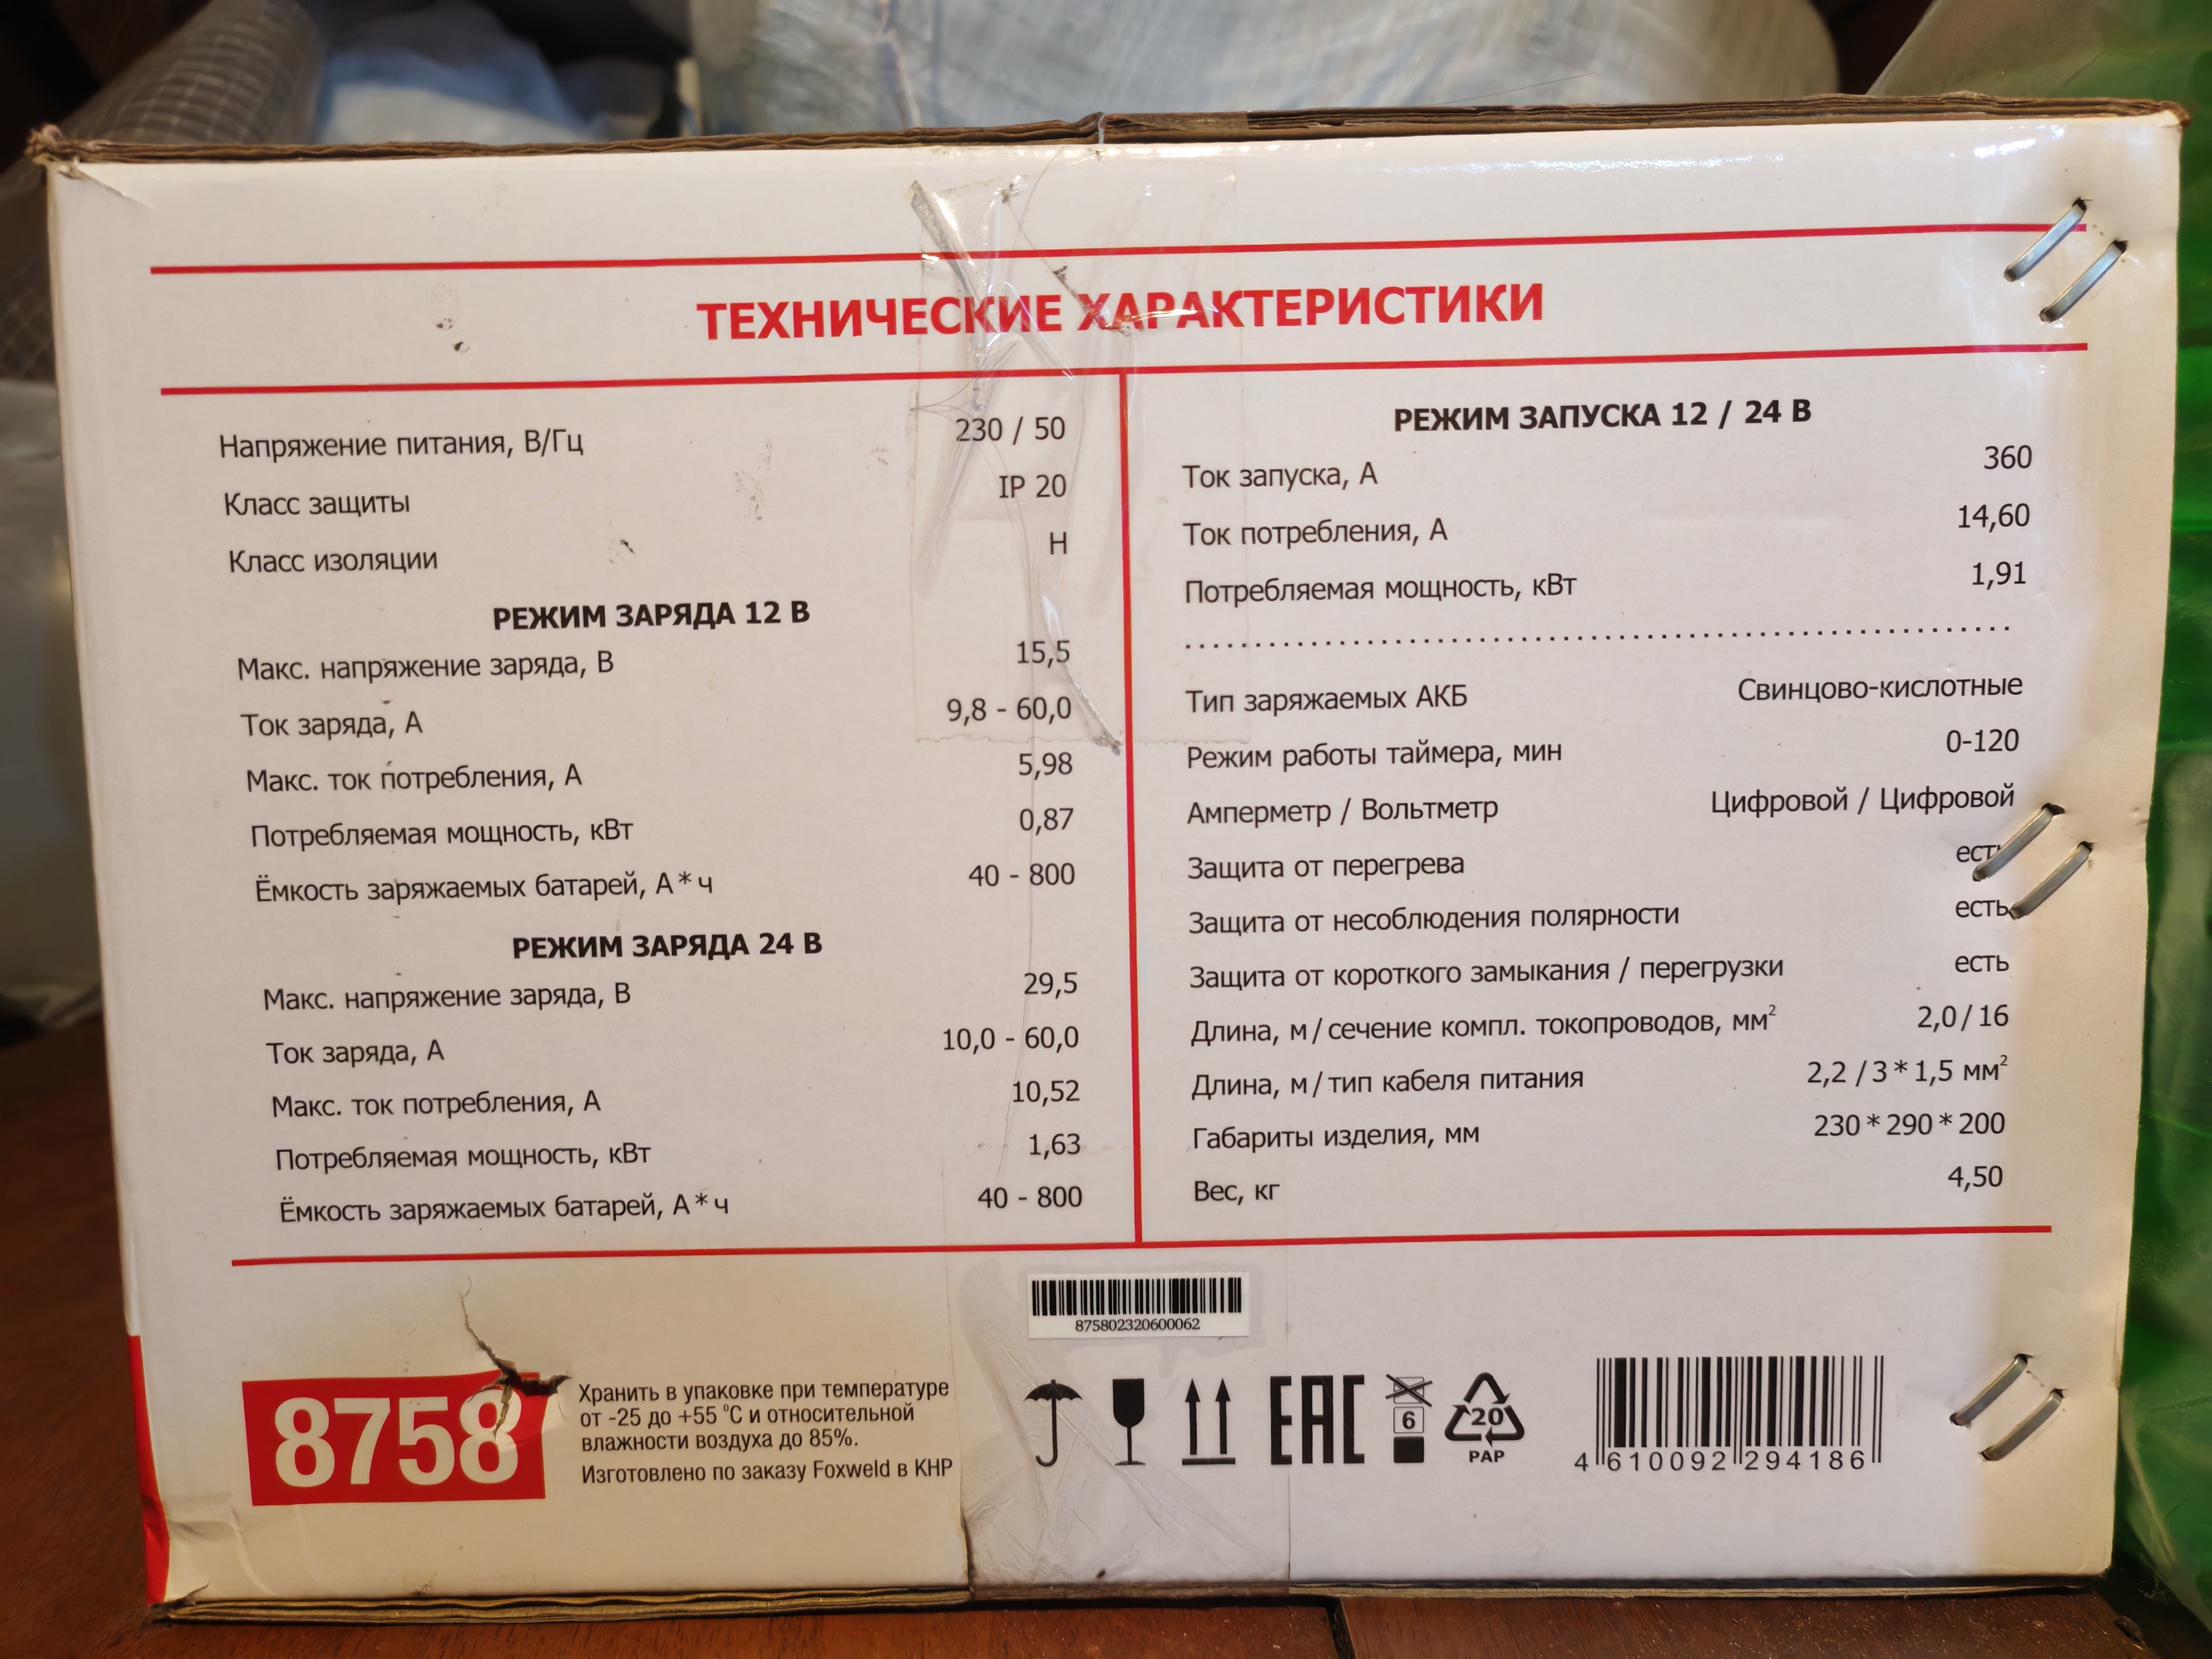 ТЕХНИЧЕСКИЕ ХАРАКТЕРИСТИКИ
Напряжение питания, В/Гц 230 / 50
Класс защиты IP 20
Класс изоляции H
РЕЖИМ ЗАРЯДА 12 В
Макс. напряжение заряда, В 15,5
Ток заряда, А 9,8 - 60,0
Макс. ток потребления, А 5,98
Потребляемая мощность, кВт 0,87
Ёмкость заряжаемых батарей, А*ч 40 - 800
РЕЖИМ ЗАРЯДА 24 В
Макс. напряжение заряда, В 29,5
Ток заряда, А 10,0 - 60,0
Макс. ток потребления, А 10,52
Потребляемая мощность, кВт 1,63
Ёмкость заряжаемых батарей, А*ч 40 - 800
РЕЖИМ ЗАПУСКА 12 / 24 В
Ток запуска, А 360
Ток потребления, А 14,60
Потребляемая мощность, кВт 1,91
Тип заряжаемых АКБ Свинцово-кислотные
Режим работы таймера, мин 0-120
Амперметр / Вольтметр Цифровой / Цифровой
Защита от перегрева есть
Защита от несоблюдения полярности есть
Защита от короткого замыкания / перегрузки есть
Длина, м/сечение компл. токопроводов, мм² 2,0/16
Длина, м/тип кабеля питания 2,2 /3*1,5 мм²
Габариты изделия, мм 230*290*200
Вес, кг 4,50
875802320600062
8758
Хранить в упаковке при температуре
от -25 до +55 °С и относительной
влажности воздуха до 85%.
Изготовлено по заказу Foxweld в КНР
EAC
6
20
PAP
4 610092 294186